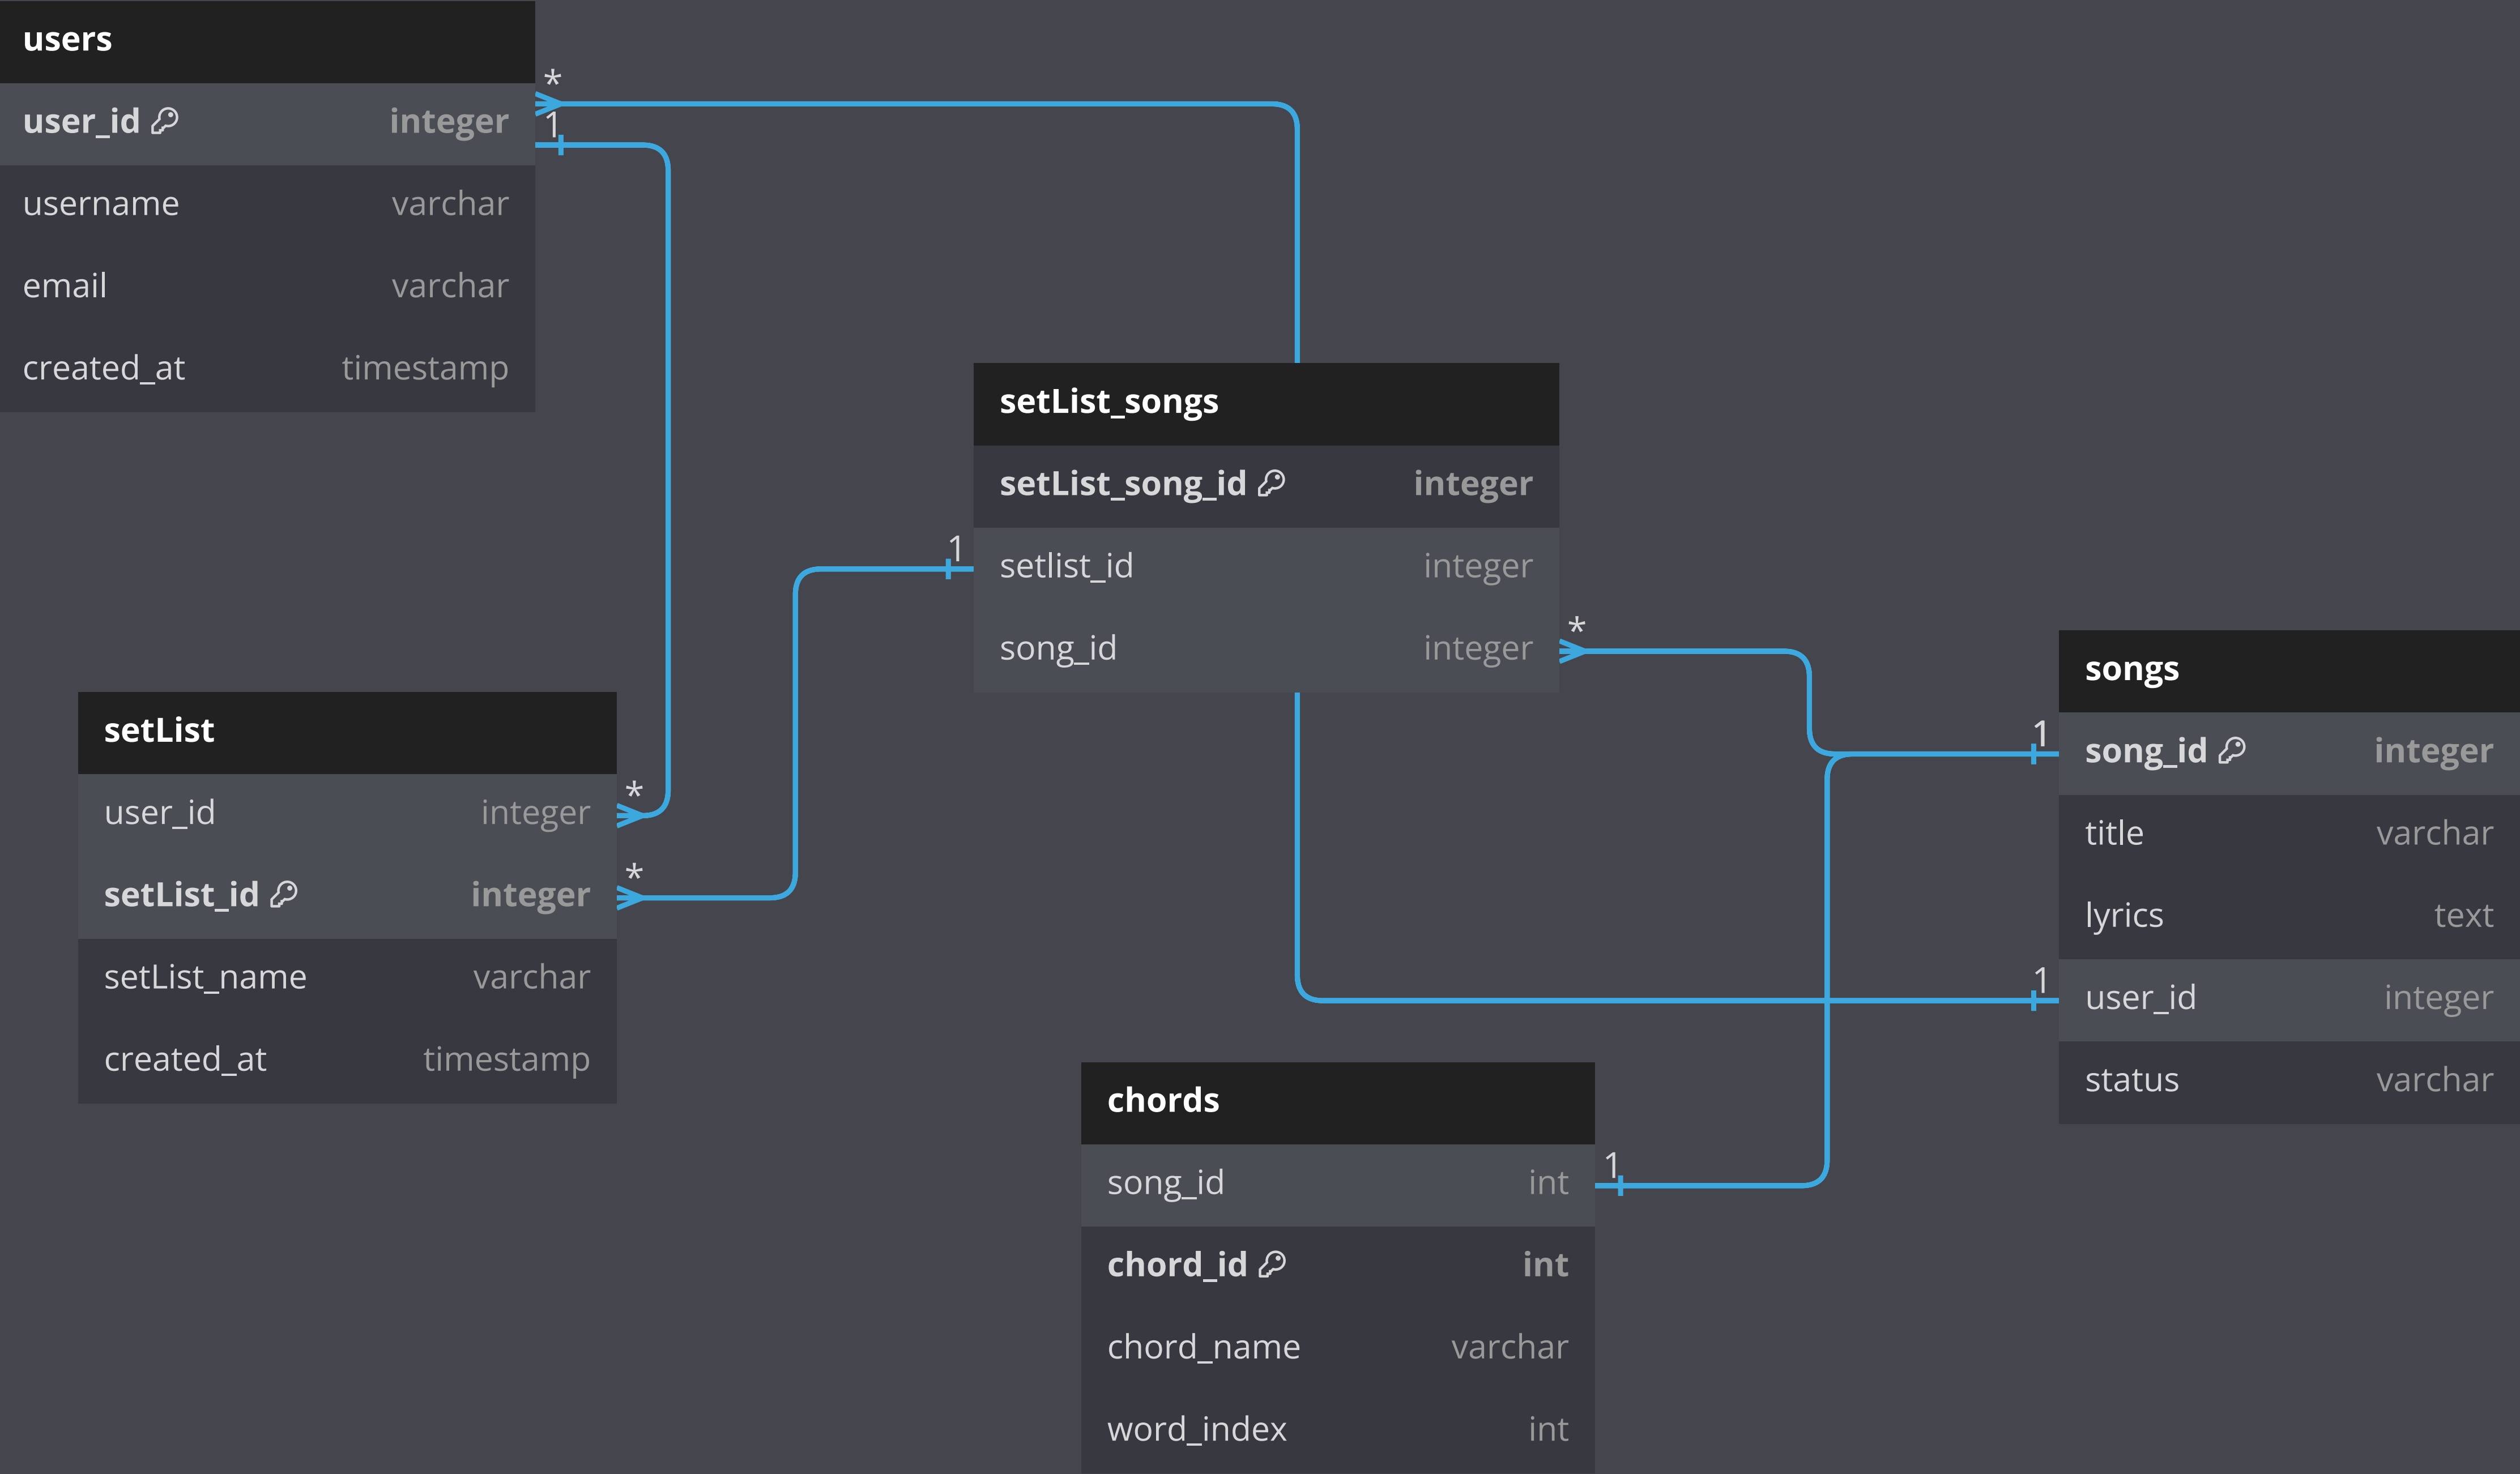 users
user_id integer
username varchar
email varchar
created_at timestamp
*
1
setList_songs
setList_song_id integer
setlist_id integer
song_id integer
1
*
setList
user_id integer
setList_id integer
setList_name varchar
created_at timestamp
*
*
songs
song_id integer
title varchar
lyrics text
user_id integer
status varchar
1
1
chords
song_id int
chord_id int
chord_name varchar
word_index int
1